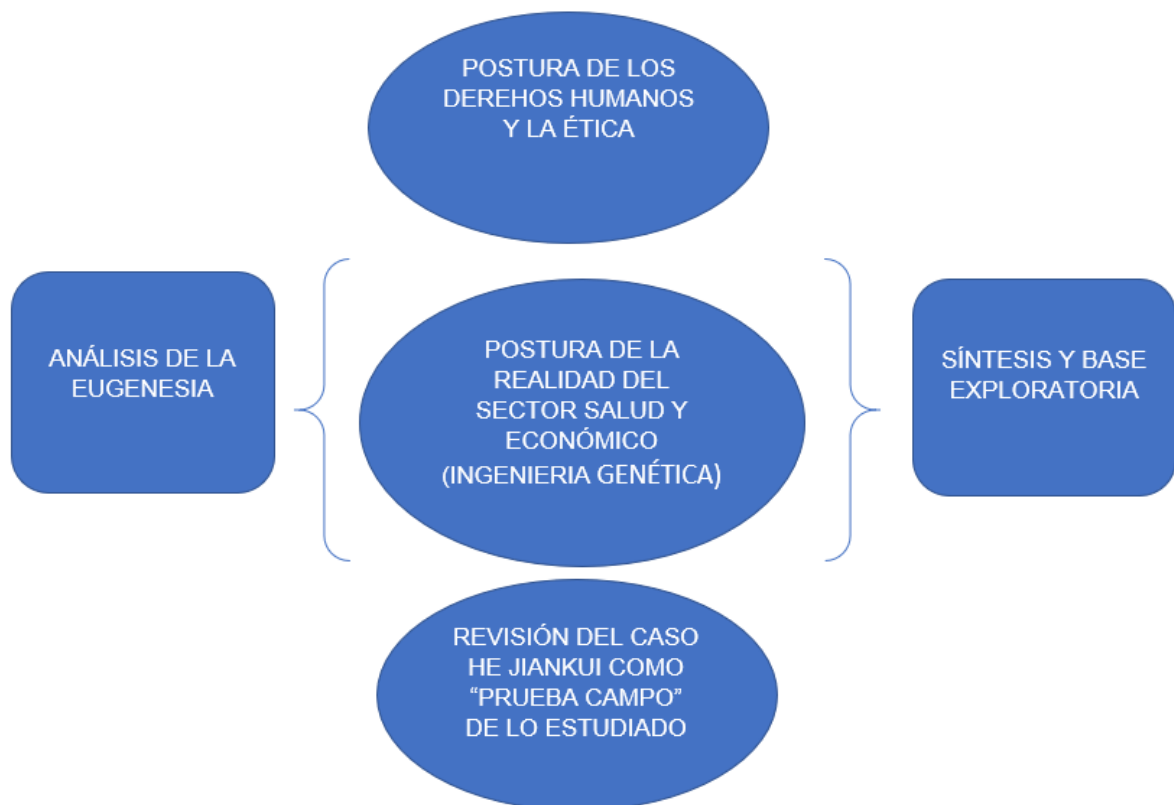 POSTURA DE LOS
DEREHOS HUMANOS
Y LA ÉTICA
ANÁLISIS DE LA
EUGENESIA
POSTURA DE LA
REALIDAD DEL
SECTOR SALUD Y
ECONÓMICO
(INGENIERIA GENÉTICA)
SÍNTESIS Y BASE
EXPLORATORIA
REVISIÓN DEL CASO
HE JIANKUI COMO
“PRUEBA CAMPO”
DE LO ESTUDIADO